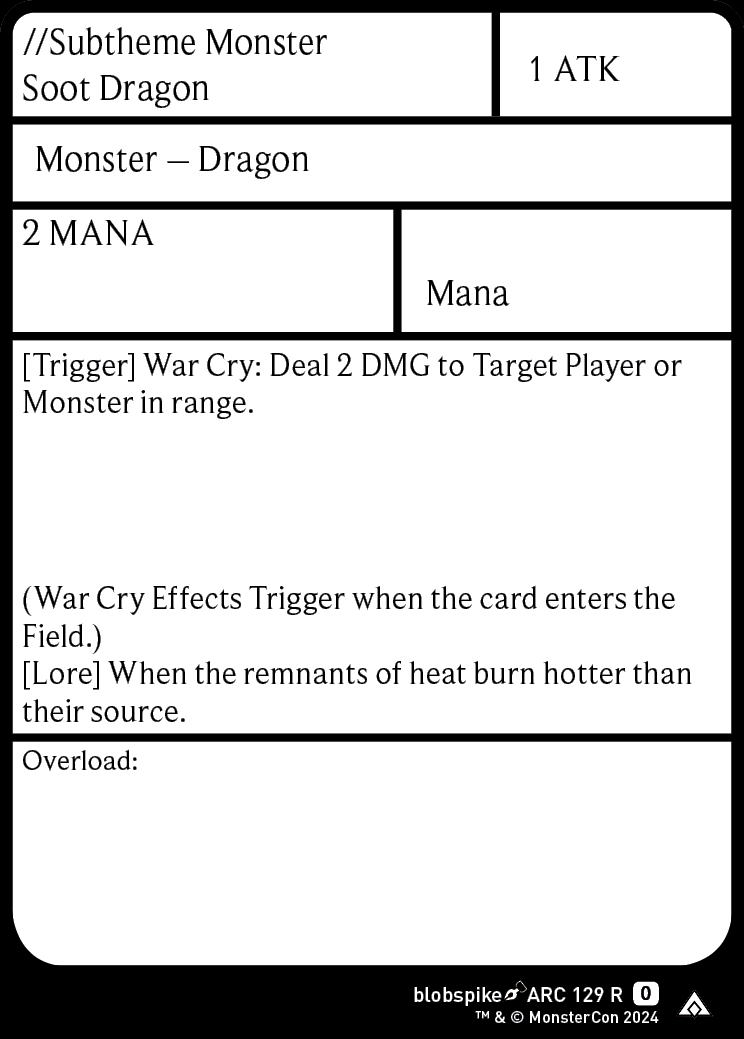 //Subtheme Monster
Soot Dragon
1 ATK
Monster – Dragon
2 MANA
Mana
[Trigger] War Cry: Deal 2 DMG to Target Player or
Monster in range.
(War Cry Effects Trigger when the card enters the
Field.)
[Lore] When the remnants of heat burn hotter than
their source.
Overload:
blobspike ARC 129 R 0
™ & © MonsterCon 2024